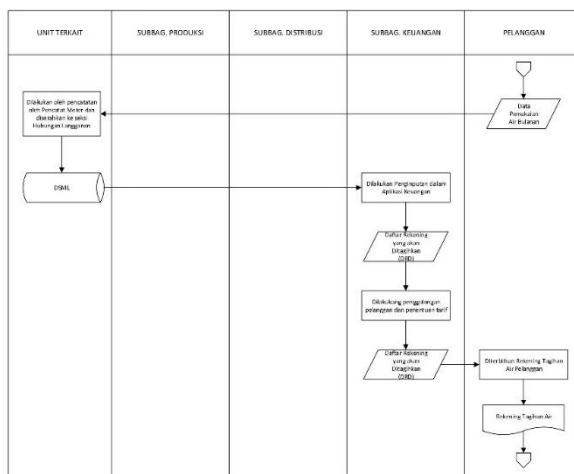 UNIT TERKAIT
SUBBAG. PRODUKSI
SUBBAG. DISTRIBUSI
SUBBAG. KEUANGAN
PELANGGAN
Data
Pemakaian
Air Bulanan
Dilakukan oleh pencatatan
oleh Pencatat Meter dan
diserahkan ke seksi
Hubungan Langganan
DSML
Dilakukan Penginputan dalam
Aplikasi Keuangan
Daftar Rekening
yang akan
Ditagihkan
(DRD)
Dilakukang penggolongan
pelanggan dan penentuan tarif
Daftar Rekening
yang akan
Ditagihkan
(DRD)
Diterbitkan Rekening Tagihan
Air Pelanggan
Rekening Tagihan Air